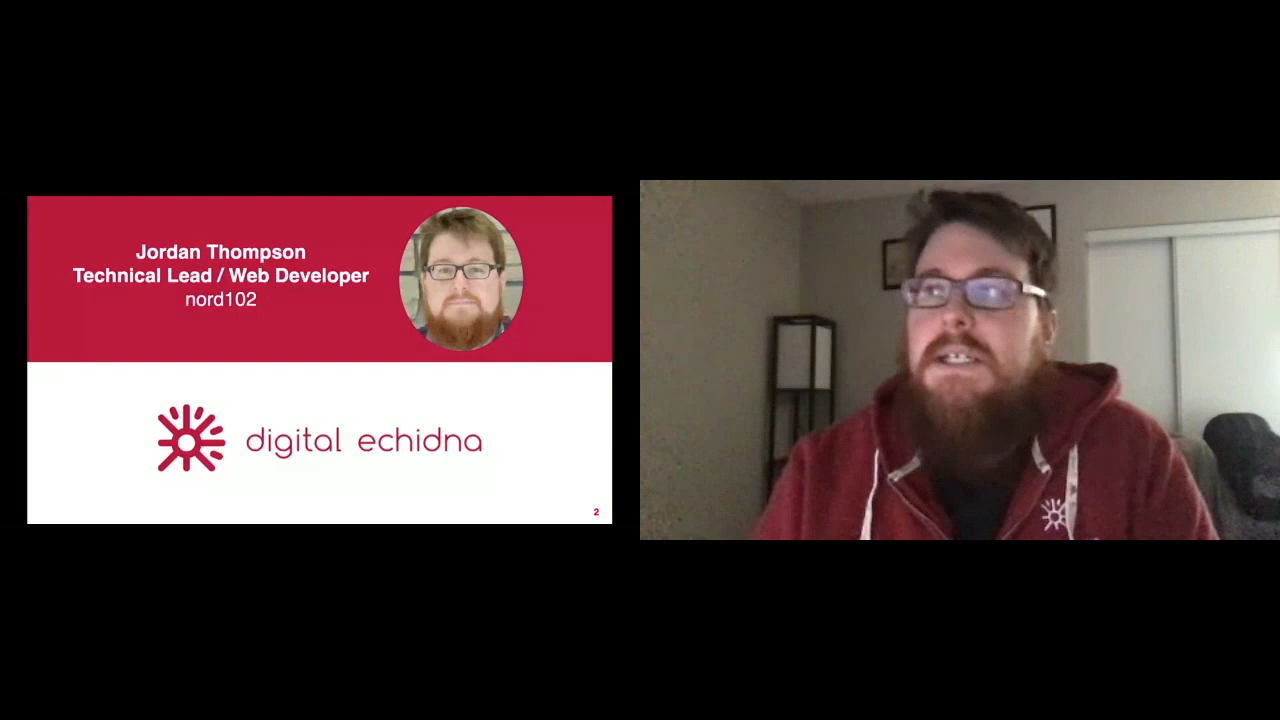 Jordan Thompson
Technical Lead / Web Developer
nord102
digital echidna
2